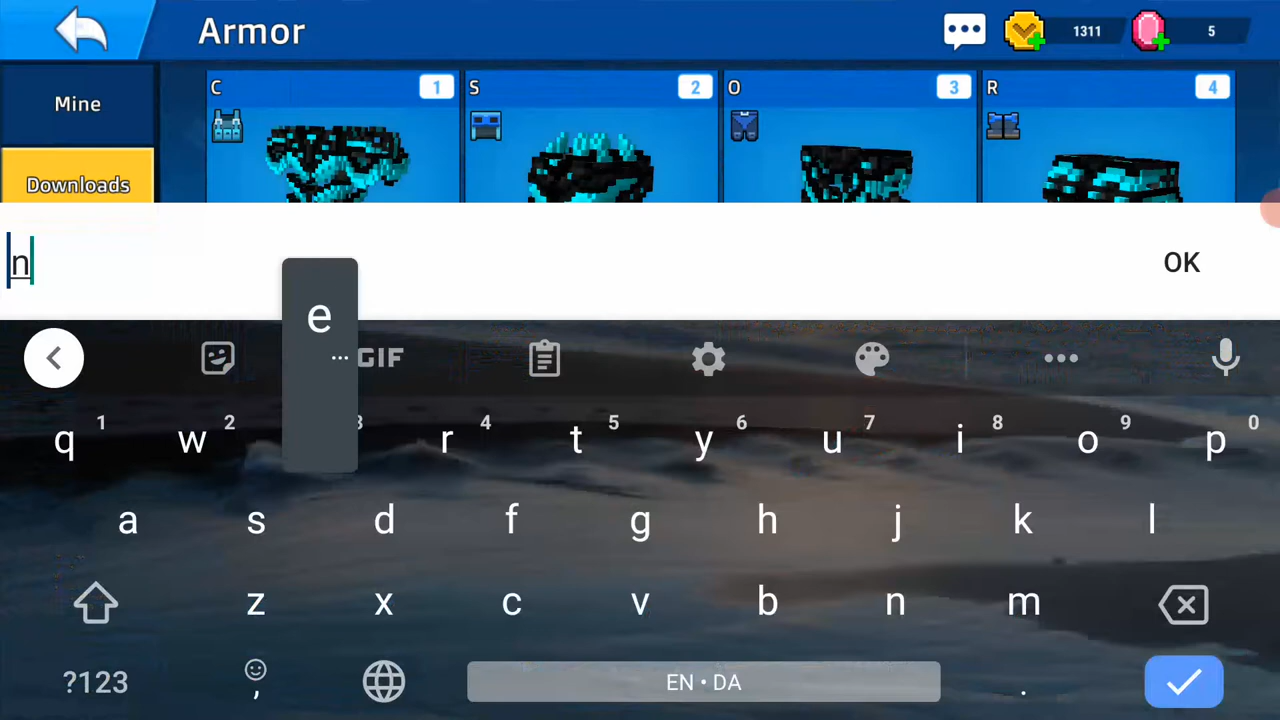 Armor
1311
5
Mine
C 1
S 2
O 3
R 4
Downloads
n
OK
e
...
GIF
q 1 w 2 3 r 4 t 5 y 6 u 7 i 8 o 9 p 0
a s d f g h j k l
z x c v b n m
?123 , EN • DA .